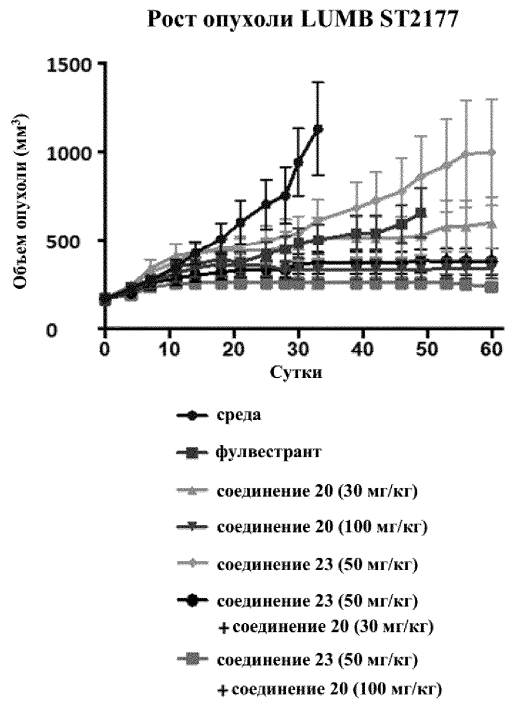 Рост опухоли LUMB ST2177
Объем опухоли (мм³)
1500
1000
500
0
0 10 20 30 40 50 60
Сутки
среда
фулвестрант
соединение 20 (30 мг/кг)
соединение 20 (100 мг/кг)
соединение 23 (50 мг/кг)
соединение 23 (50 мг/кг)
+соединение 20 (30 мг/кг)
соединение 23 (50 мг/кг)
+соединение 20 (100 мг/кг)